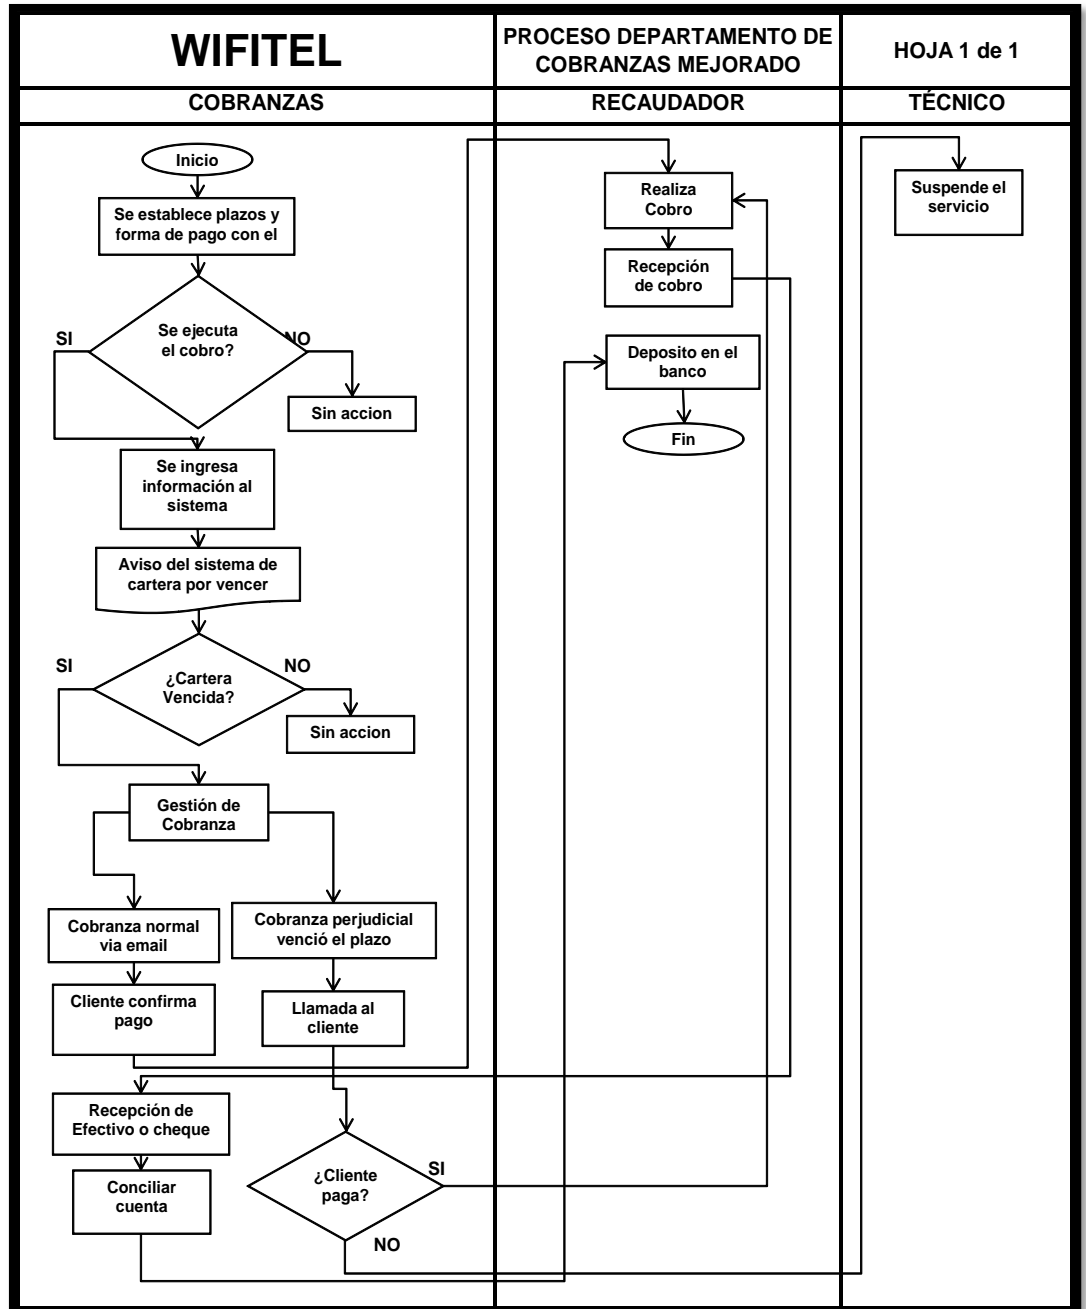 WIFITEL
PROCESO DEPARTAMENTO DE
COBRANZAS MEJORADO
HOJA 1 de 1
COBRANZAS
RECAUDADOR
TÉCNICO
Inicio
Se establece plazos y
forma de pago con el
Se ejecuta
el cobro?
SI
NO
Sin accion
Se ingresa
información al
sistema
Aviso del sistema de
cartera por vencer
¿Cartera
Vencida?
SI
NO
Sin accion
Gestión de
Cobranza
Cobranza normal
via email
Cobranza perjudicial
venció el plazo
Cliente confirma
pago
Llamada al
cliente
Recepción de
Efectivo o cheque
Conciliar
cuenta
¿Cliente
paga?
SI
NO
Realiza
Cobro
Recepción
de cobro
Deposito en el
banco
Fin
Suspende el
servicio